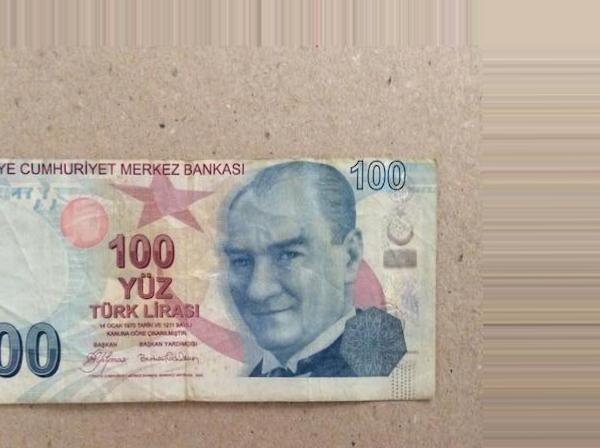 YE CUMHURİYET MERKEZ BANKASI
100
100
YÜZ
TÜRK LİRASI
14 OCAK 1970 TARİH VE 1211 SAYILI
KANUNA GÖRE ÇIKARILMIŞTIR.
BAŞKAN BAŞKAN YARDIMCISI
00